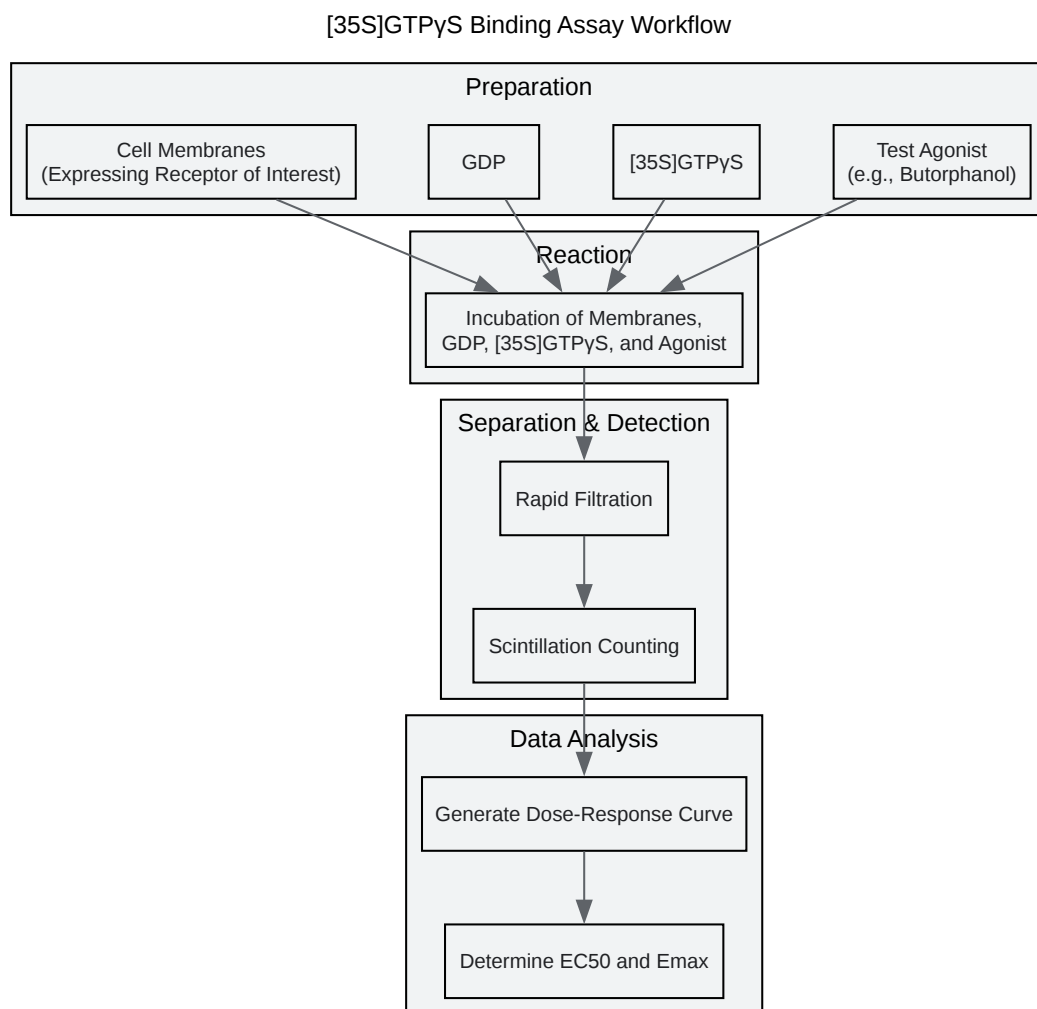 [35S]GTPγS Binding Assay Workflow
Preparation
Cell Membranes
(Expressing Receptor of Interest)
GDP
[35S]GTPγS
Test Agonist
(e.g., Butorphanol)
Reaction
Incubation of Membranes,
GDP, [35S]GTPγS, and Agonist
Separation & Detection
Rapid Filtration
Scintillation Counting
Data Analysis
Generate Dose-Response Curve
Determine EC50 and Emax